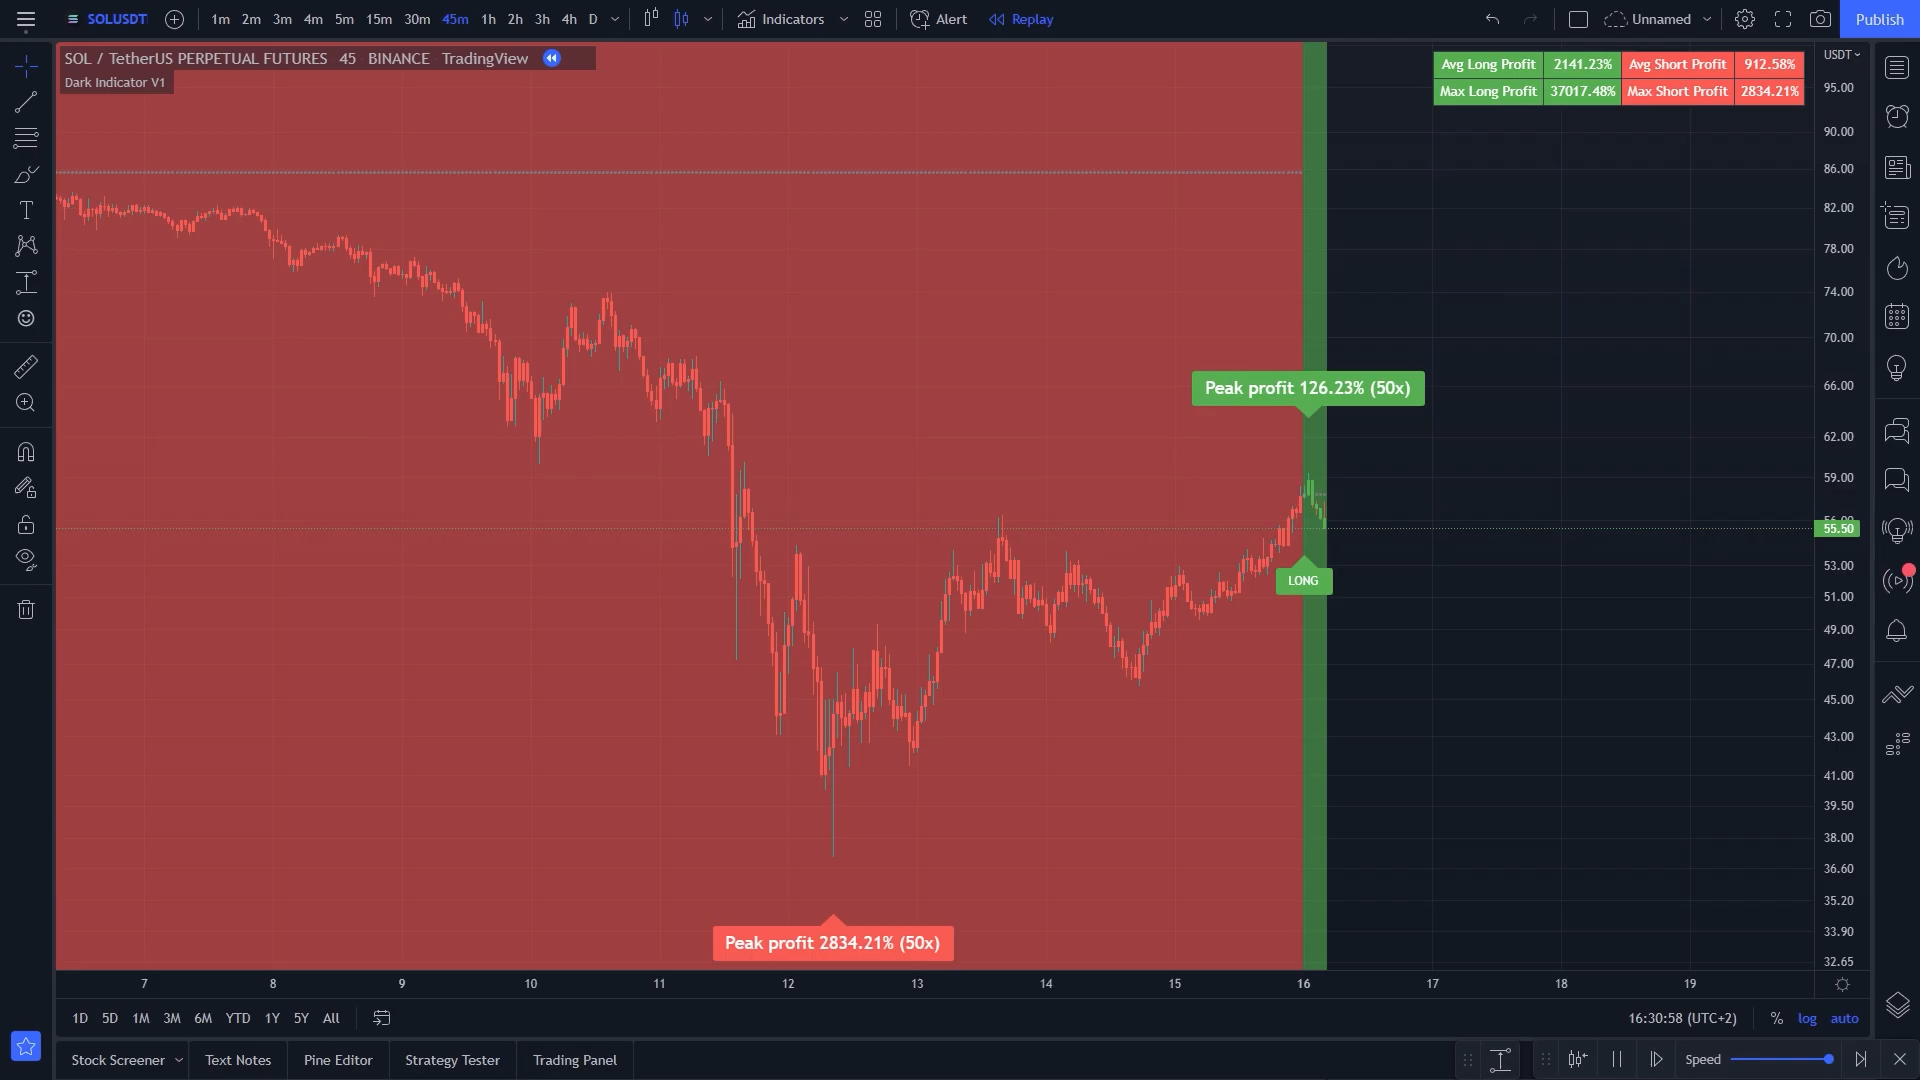 SOLUSDT 1m 2m 3m 4m 5m 15m 30m 45m 1h 2h 3h 4h D Indicators Alert Replay Unnamed Publish
SOL / TetherUS PERPETUAL FUTURES 45 BINANCE TradingView
Dark Indicator V1
Avg Long Profit 2141.23% Avg Short Profit 912.58%
Max Long Profit 37017.48% Max Short Profit 2834.21%
USDT
95.00
90.00
86.00
82.00
78.00
74.00
70.00
66.00
62.00
59.00
56.00
55.50
53.00
51.00
49.00
47.00
45.00
43.00
41.00
39.50
38.00
36.60
35.20
33.90
32.65
Peak profit 126.23% (50x)
LONG
Peak profit 2834.21% (50x)
7 8 9 10 11 12 13 14 15 16 17 18 19
1D 5D 1M 3M 6M YTD 1Y 5Y All 16:30:58 (UTC+2) % log auto
Stock Screener Text Notes Pine Editor Strategy Tester Trading Panel Speed